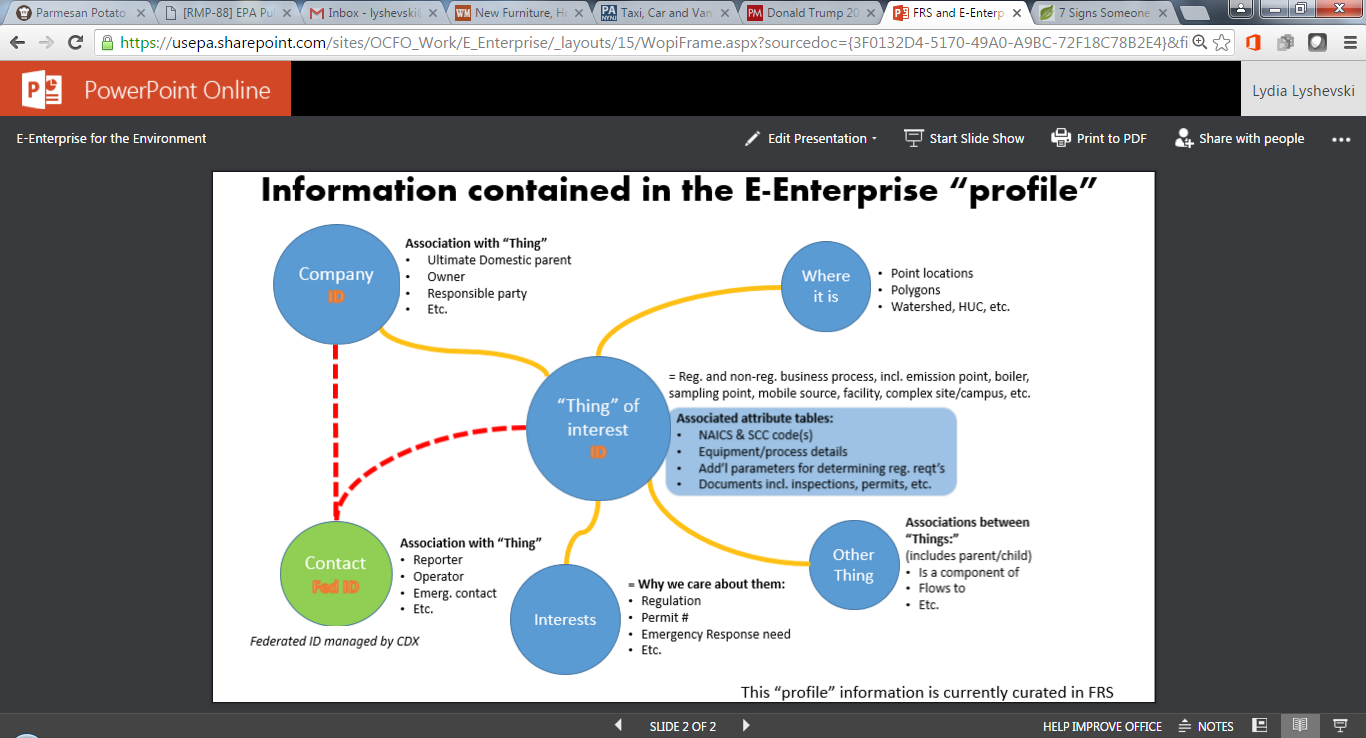 Parmesan Potato
[RMP-88] EPA Pu
Inbox - lyshevski
New Furniture, H
Taxi, Car and Van
Donald Trump 20
FRS and E-Enterp
7 Signs Someone
https://usepa.sharepoint.com/sites/OCFO_Work/E_Enterprise/_layouts/15/WopiFrame.aspx?sourcedoc={3F0132D4-5170-49A0-A9BC-72F18C78B2E4}&fi
PowerPoint Online
Lydia Lyshevski
E-Enterprise for the Environment
Edit Presentation
Start Slide Show
Print to PDF
Share with people
Information contained in the E-Enterprise “profile”
Company
ID
Association with “Thing”
• Ultimate Domestic parent
• Owner
• Responsible party
• Etc.
Where
it is
• Point locations
• Polygons
• Watershed, HUC, etc.
“Thing” of
interest
ID
= Reg. and non-reg. business process, incl. emission point, boiler,
sampling point, mobile source, facility, complex site/campus, etc.
Associated attribute tables:
• NAICS & SCC code(s)
• Equipment/process details
• Add’l parameters for determining reg. reqt’s
• Documents incl. inspections, permits, etc.
Contact
Fed ID
Association with “Thing”
• Reporter
• Operator
• Emerg. contact
• Etc.
Federated ID managed by CDX
Interests
= Why we care about them:
• Regulation
• Permit #
• Emergency Response need
• Etc.
Other
Thing
Associations between
“Things:”
(includes parent/child)
• Is a component of
• Flows to
• Etc.
This “profile” information is currently curated in FRS
SLIDE 2 OF 2
HELP IMPROVE OFFICE
NOTES